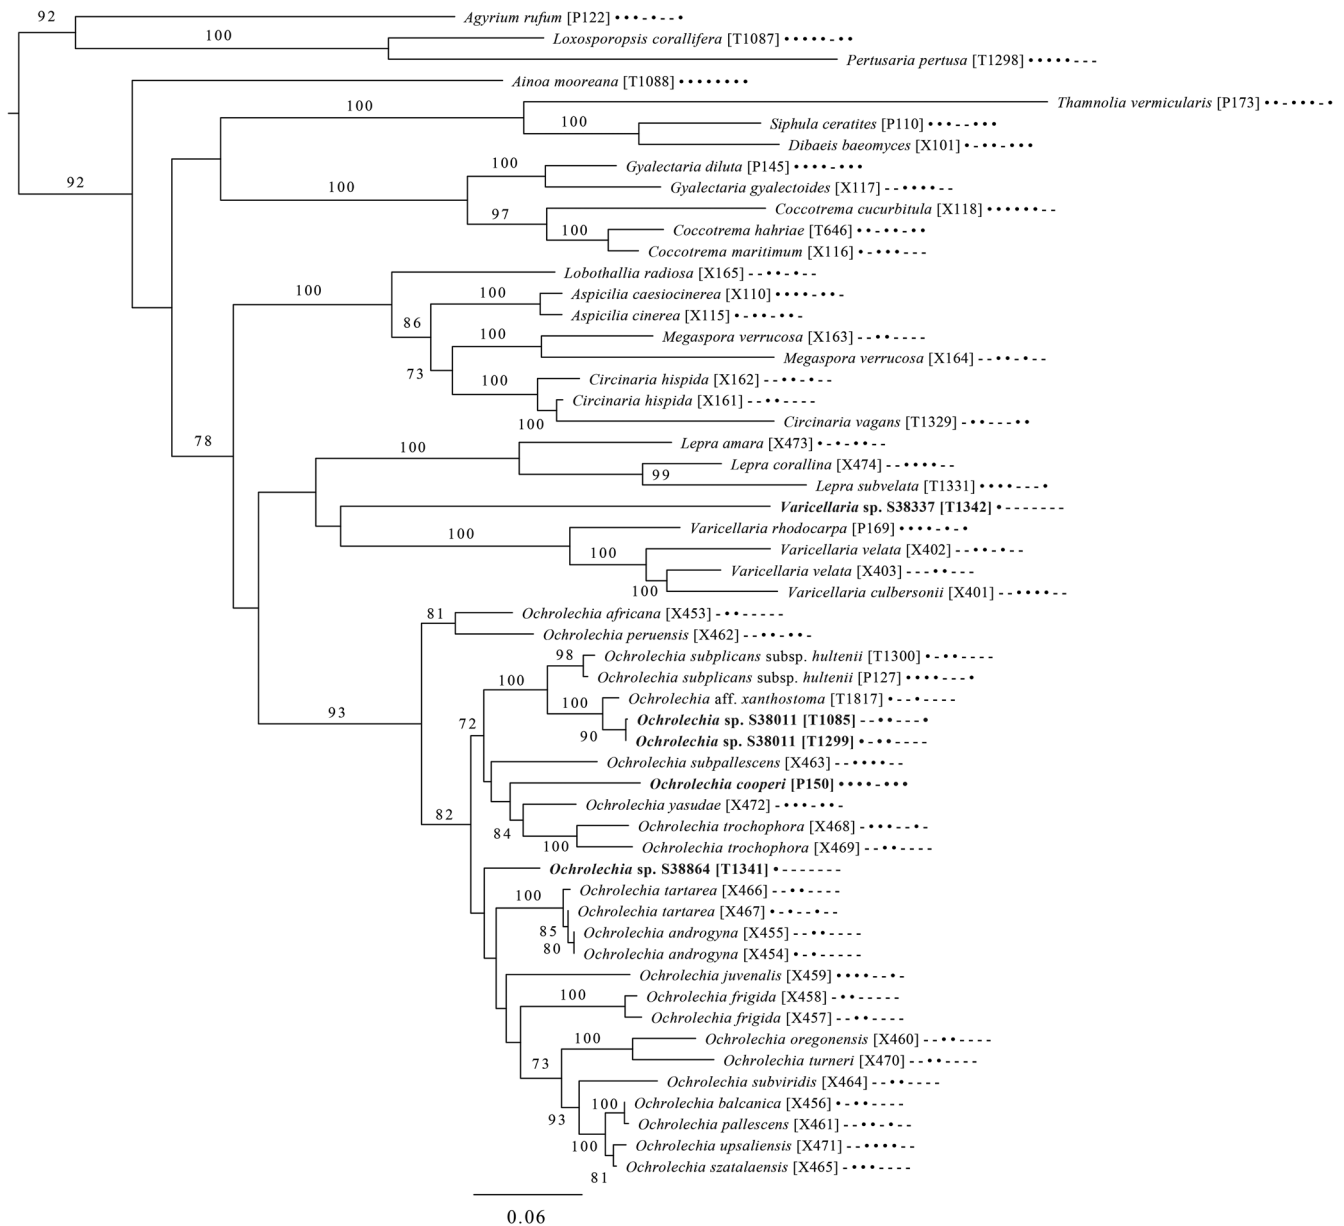 92
Agyrium rufum [P122] •••-•--•
100
Loxosporopsis corallifera [T1087] •••••-••
Pertusaria pertusa [T1298] •••••---
Ainoa mooreana [T1088] ••••••••
100
Thamnolia vermicularis [P173] ••-•••-•
100
Siphula ceratites [P110] •••--•••
Dibaeis baeomyces [X101] •-••-•••
92
100
100
Gyalectaria diluta [P145] ••••-•••
Gyalectaria gyalectoides [X117] --••••--
97
Coccotrema cucurbitula [X118] ••••••--
100
Coccotrema hahriae [T646] ••-••-••
Coccotrema maritimum [X116] •-•••---
100
Lobothallia radiosa [X165] --••-•--
86
100
Aspicilia caesiocinerea [X110] ••••-••-
Aspicilia cinerea [X115] •-••-••-
73
100
Megaspora verrucosa [X163] --••----
Megaspora verrucosa [X164] --••-•--
100
Circinaria hispida [X162] --••-•--
Circinaria hispida [X161] --••----
100
Circinaria vagans [T1329] -••---••
78
100
Lepra amara [X473] •-•-••--
Lepra corallina [X474] --••••--
99
Lepra subvelata [T1331] ••••---•
Varicellaria sp. S38337 [T1342] •-------
100
Varicellaria rhodocarpa [P169] ••••-•-•
100
Varicellaria velata [X402] --••-•--
Varicellaria velata [X403] ---••---
100
Varicellaria culbersonii [X401] --••••--
93
81
Ochrolechia africana [X453] -••-----
Ochrolechia peruensis [X462] --••-••-
98
Ochrolechia subplicans subsp. hultenii [T1300] •-••----
Ochrolechia subplicans subsp. hultenii [P127] ••••---•
100
100
Ochrolechia aff. xanthostoma [T1817] •--•----
72
Ochrolechia sp. S38011 [T1085] --••---•
90
Ochrolechia sp. S38011 [T1299] •-••----
Ochrolechia subpallescens [X463] --••••--
Ochrolechia cooperi [P150] ••••-•••
Ochrolechia yasudae [X472] -•••-••-
82
84
Ochrolechia trochophora [X468] -•••--•-
100
Ochrolechia trochophora [X469] --••----
Ochrolechia sp. S38864 [T1341] •-------
100
Ochrolechia tartarea [X466] --••----
Ochrolechia tartarea [X467] •-•--•--
85
Ochrolechia androgyna [X455] --••----
80
Ochrolechia androgyna [X454] •-•-----
Ochrolechia juvenalis [X459] ••••--•-
100
Ochrolechia frigida [X458] -••-----
Ochrolechia frigida [X457] --••----
100
Ochrolechia oregonensis [X460] --••----
73
Ochrolechia turneri [X470] --••----
Ochrolechia subviridis [X464] --••----
100
Ochrolechia balcanica [X456] •-••----
93
Ochrolechia pallescens [X461] --••-•--
100
Ochrolechia upsaliensis [X471] --••••--
Ochrolechia szatalaensis [X465] -•••----
81
0.06